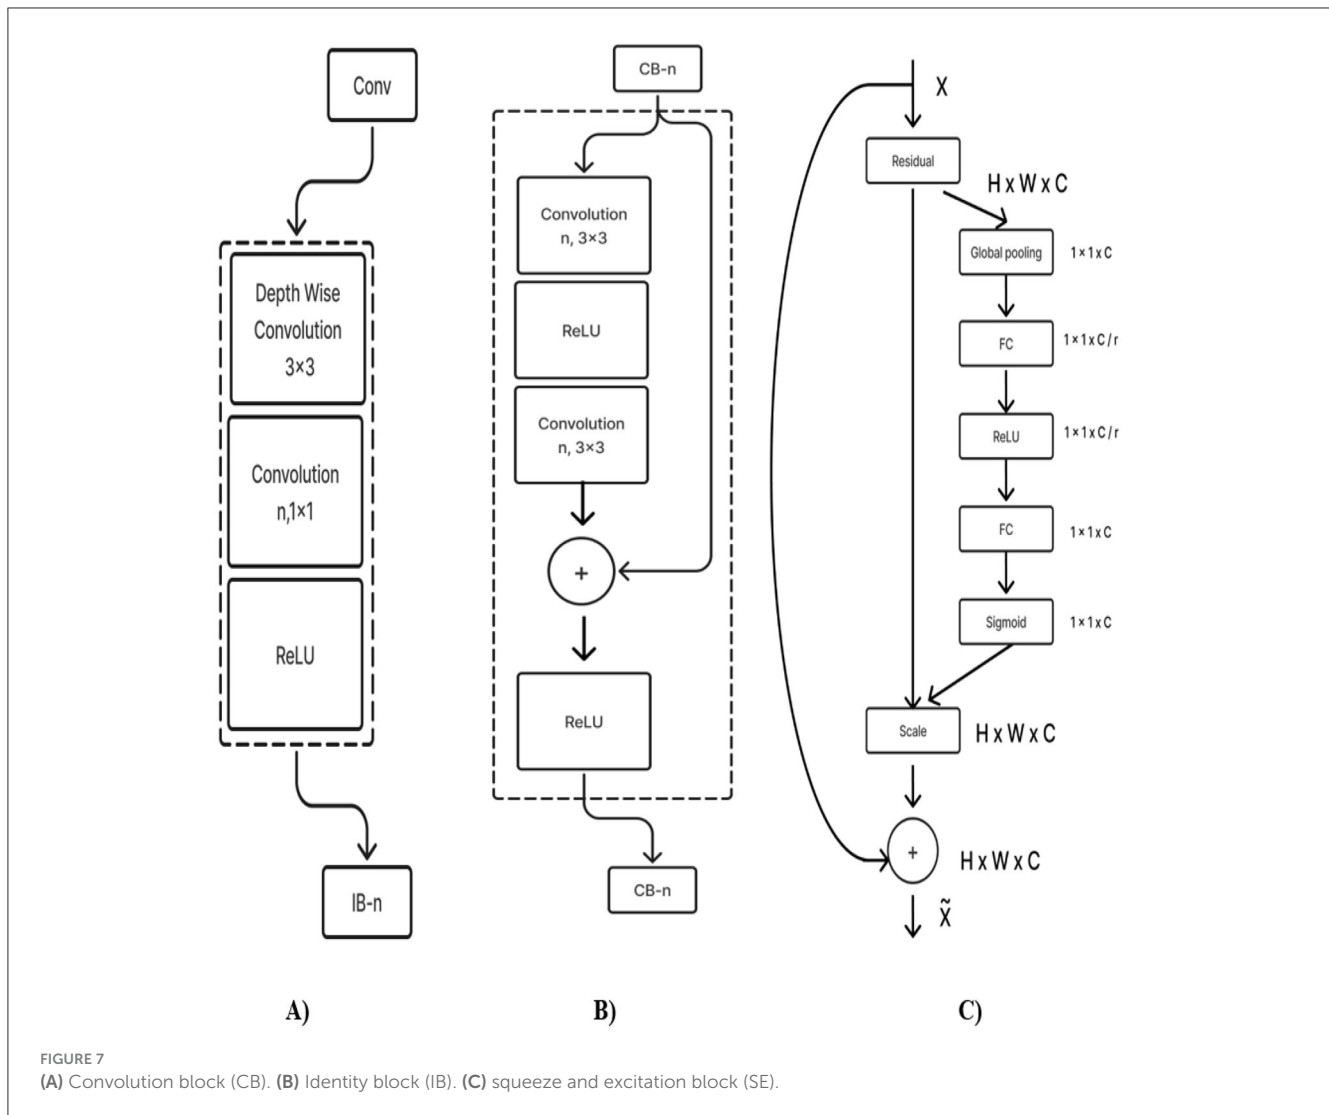 Conv
Depth Wise
Convolution
3×3
Convolution
n,1×1
ReLU
IB-n
A)
CB-n
Convolution
n, 3×3
ReLU
Convolution
n, 3×3
+
ReLU
CB-n
B)
X
Residual
H x W x C
Global pooling
1 × 1 x C
FC
1 × 1 x C / r
ReLU
1 × 1 x C / r
FC
1 × 1 x C
Sigmoid
1 × 1 x C
Scale
H x W x C
+
H x W x C
X̃
C)
FIGURE 7
(A) Convolution block (CB). (B) Identity block (IB). (C) squeeze and excitation block (SE).